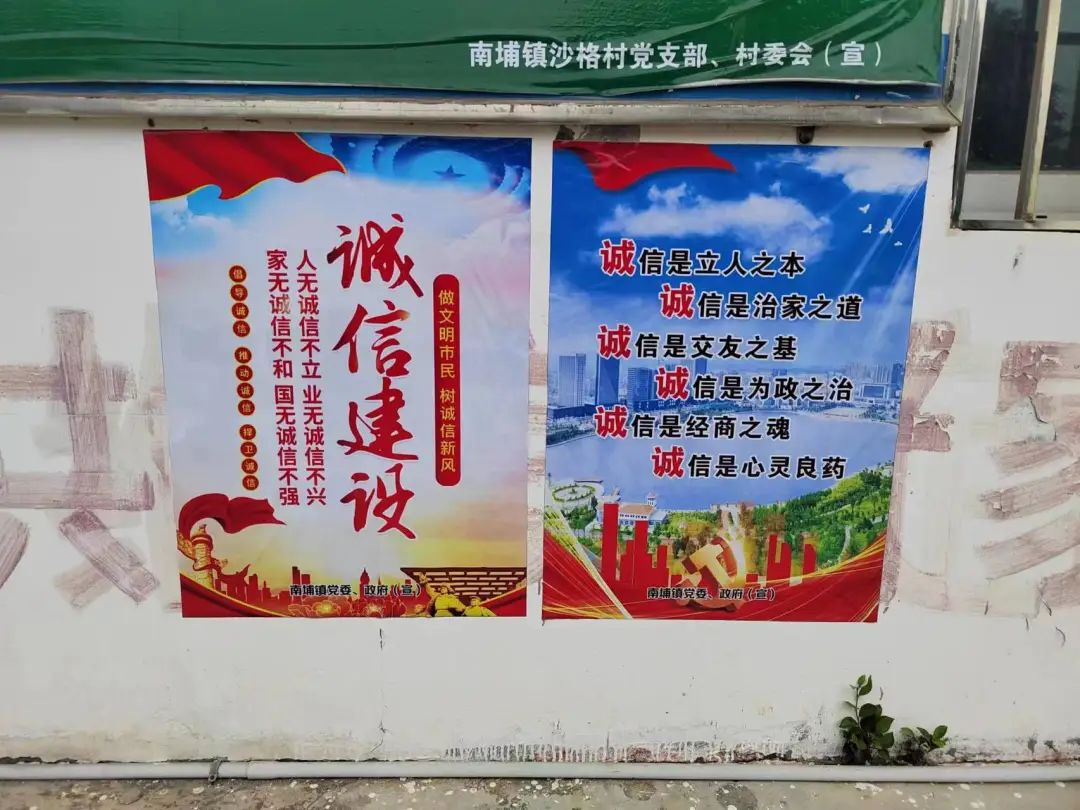 南埔镇沙格村党支部、村委会（宣）
做文明市民 树诚信新风
诚信建设
人无诚信不立 业无诚信不兴
家无诚信不和 国无诚信不强
倡导诚信 推动诚信 捍卫诚信
南埔镇党委、政府（宣）
诚信是立人之本
诚信是治家之道
诚信是交友之基
诚信是为政之治
诚信是经商之魂
诚信是心灵良药
南埔镇党委、政府（宣）